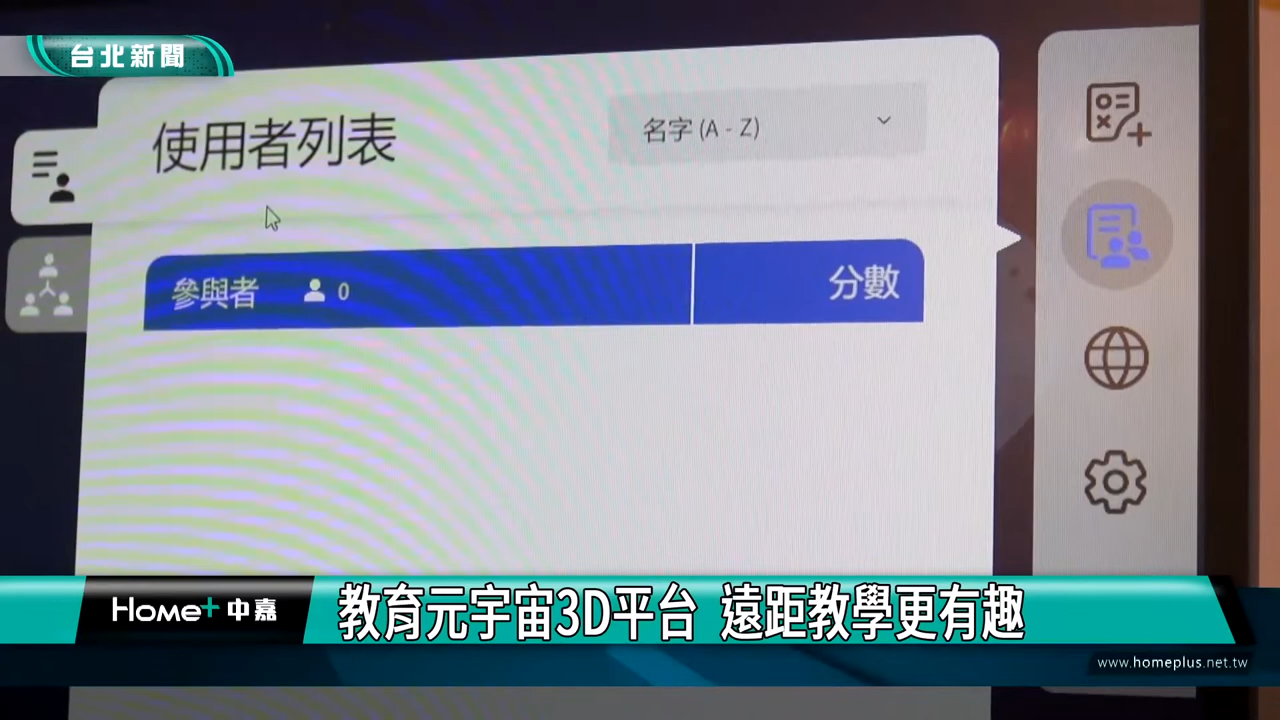 台北新聞
使用者列表
名字 (A - Z)
參與者 0
分數
Home+中嘉
教育元宇宙3D平台 遠距教學更有趣
www.homeplus.net.tw